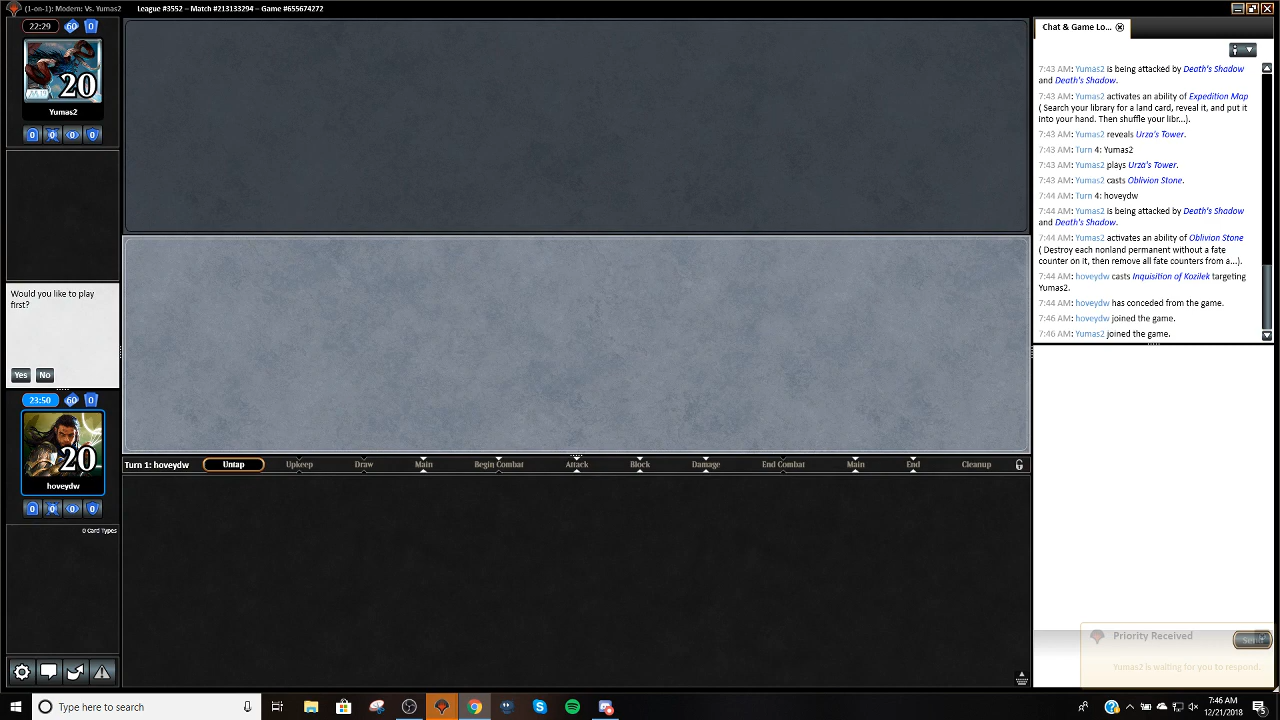 (1-on-1): Modern: Vs. Yumas2 League #3552 – Match #213133294 – Game #655674272
22:29 60 0
20
Yumas2
0 0 0 0
Would you like to play
first?
Yes No
23:50 60 0
20
hoveydw
0 0 0 0
0 Card Types
Turn 1: hoveydw Untap Upkeep Draw Main Begin Combat Attack Block Damage End Combat Main End Cleanup
Chat & Game Lo...
7:43 AM: Yumas2 is being attacked by Death's Shadow
and Death's Shadow.
7:43 AM: Yumas2 activates an ability of Expedition Map
( Search your library for a land card, reveal it, and put it
into your hand. Then shuffle your libr...).
7:43 AM: Yumas2 reveals Urza's Tower.
7:43 AM: Turn 4: Yumas2
7:43 AM: Yumas2 plays Urza's Tower.
7:43 AM: Yumas2 casts Oblivion Stone.
7:44 AM: Turn 4: hoveydw
7:44 AM: Yumas2 is being attacked by Death's Shadow
and Death's Shadow.
7:44 AM: Yumas2 activates an ability of Oblivion Stone
( Destroy each nonland permanent without a fate
counter on it, then remove all fate counters from a...).
7:44 AM: hoveydw casts Inquisition of Kozilek targeting
Yumas2.
7:44 AM: hoveydw has conceded from the game.
7:46 AM: hoveydw joined the game.
7:46 AM: Yumas2 joined the game.
Priority Received
Send
Yumas2 is waiting for you to respond.
Type here to search
7:46 AM
12/21/2018
5